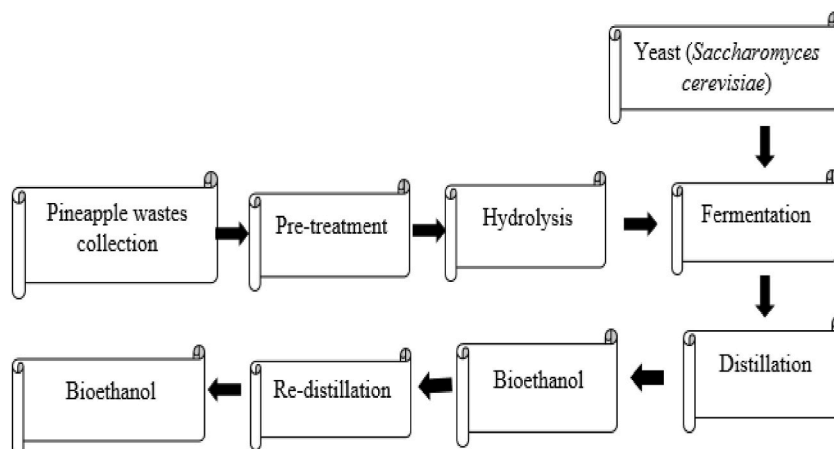 Yeast (Saccharomyces
cerevisiae)
Pineapple wastes
collection
Pre-treatment
Hydrolysis
Fermentation
Distillation
Bioethanol
Re-distillation
Bioethanol